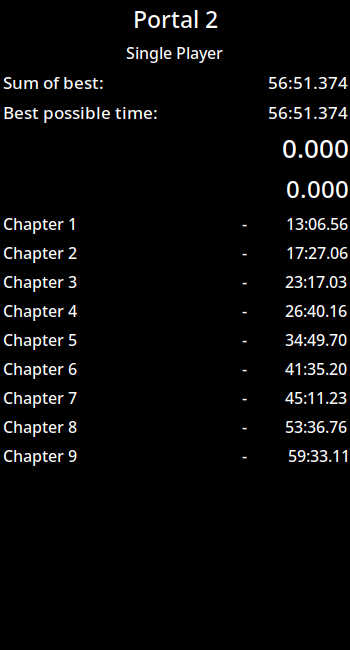 Portal 2
Single Player
Sum of best: 56:51.374
Best possible time: 56:51.374
0.000
0.000
Chapter 1 - 13:06.56
Chapter 2 - 17:27.06
Chapter 3 - 23:17.03
Chapter 4 - 26:40.16
Chapter 5 - 34:49.70
Chapter 6 - 41:35.20
Chapter 7 - 45:11.23
Chapter 8 - 53:36.76
Chapter 9 - 59:33.11